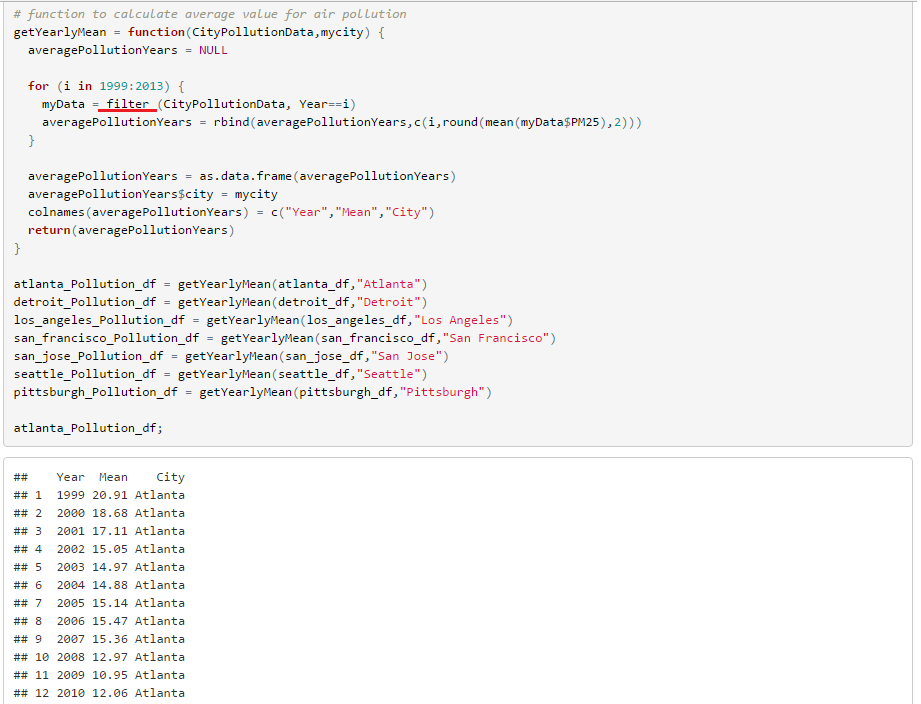 # function to calculate average value for air pollution
getYearlyMean = function(CityPollutionData,mycity) {
  averagePollutionYears = NULL

  for (i in 1999:2013) {
    myData = filter (CityPollutionData, Year==i)
    averagePollutionYears = rbind(averagePollutionYears,c(i,round(mean(myData$PM25),2)))
  }

  averagePollutionYears = as.data.frame(averagePollutionYears)
  averagePollutionYears$city = mycity
  colnames(averagePollutionYears) = c("Year","Mean","City")
  return(averagePollutionYears)
}

atlanta_Pollution_df = getYearlyMean(atlanta_df,"Atlanta")
detroit_Pollution_df = getYearlyMean(detroit_df,"Detroit")
los_angeles_Pollution_df = getYearlyMean(los_angeles_df,"Los Angeles")
san_francisco_Pollution_df = getYearlyMean(san_francisco_df,"San Francisco")
san_jose_Pollution_df = getYearlyMean(san_jose_df,"San Jose")
seattle_Pollution_df = getYearlyMean(seattle_df,"Seattle")
pittsburgh_Pollution_df = getYearlyMean(pittsburgh_df,"Pittsburgh")

atlanta_Pollution_df;

##    Year  Mean    City
## 1  1999 20.91 Atlanta
## 2  2000 18.68 Atlanta
## 3  2001 17.11 Atlanta
## 4  2002 15.05 Atlanta
## 5  2003 14.97 Atlanta
## 6  2004 14.88 Atlanta
## 7  2005 15.14 Atlanta
## 8  2006 15.47 Atlanta
## 9  2007 15.36 Atlanta
## 10 2008 12.97 Atlanta
## 11 2009 10.95 Atlanta
## 12 2010 12.06 Atlanta